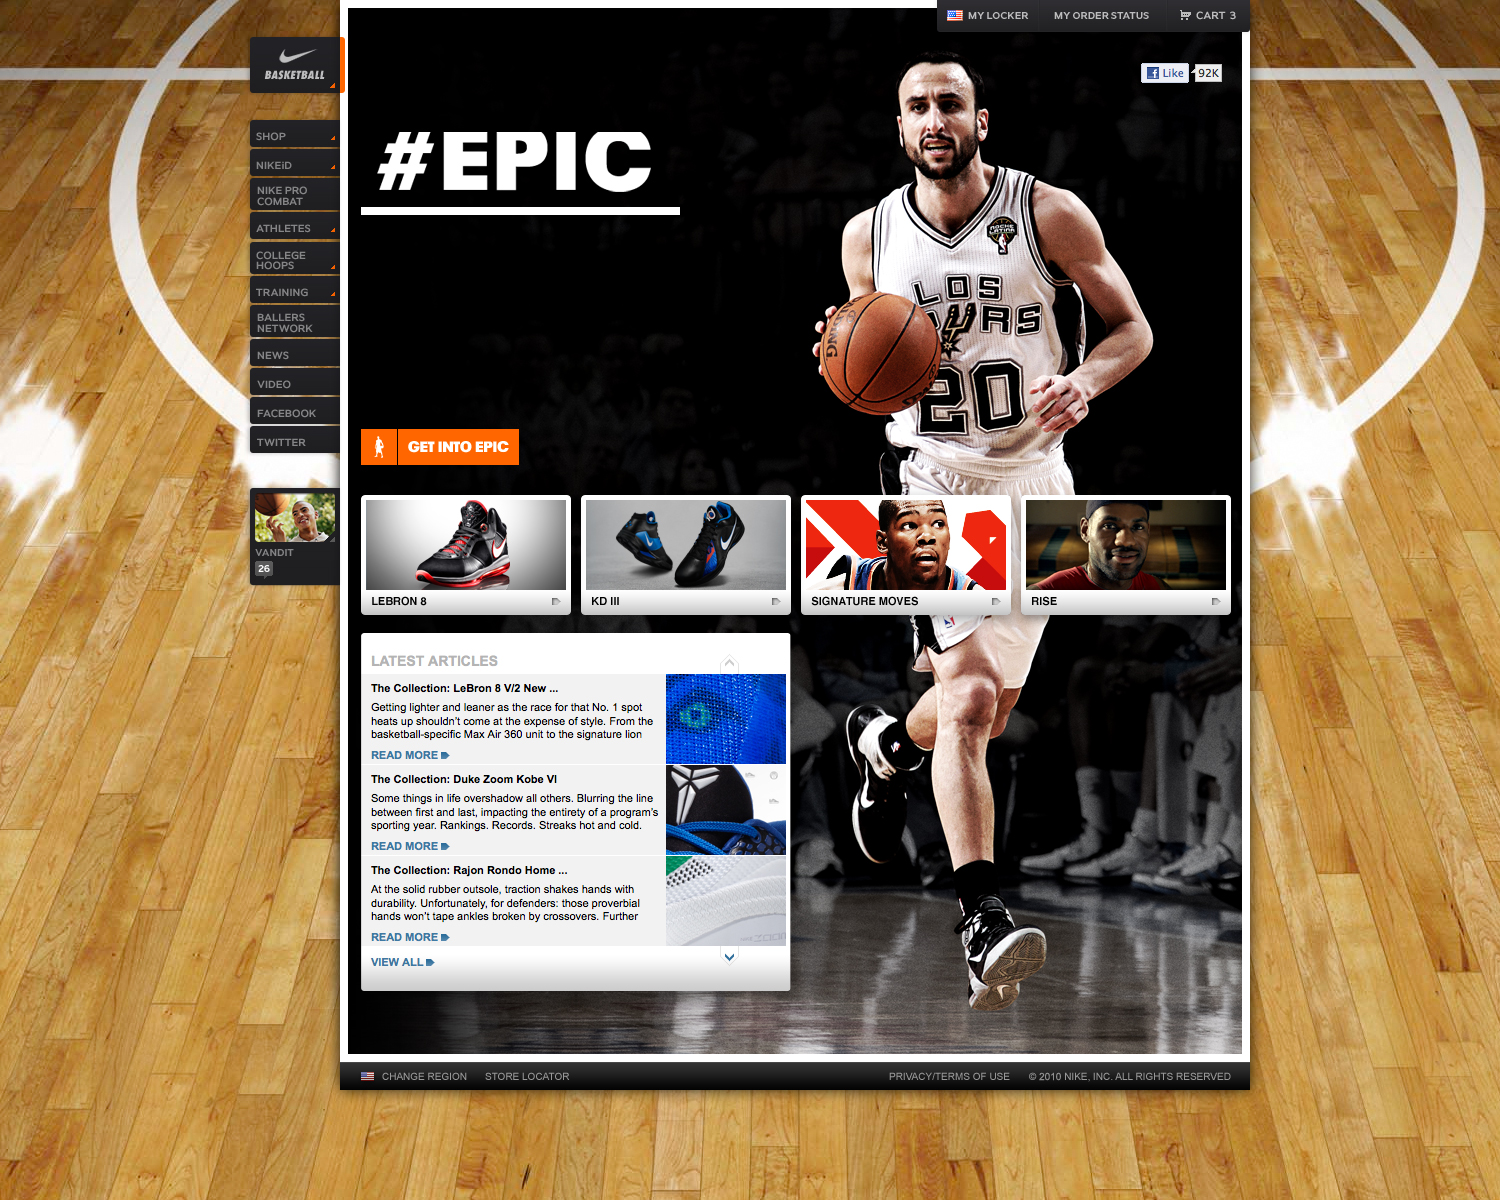 MY LOCKER
MY ORDER STATUS
CART 3
BASKETBALL
Like
92K
#EPIC
SHOP
NIKEiD
NIKE PRO
COMBAT
ATHLETES
COLLEGE
HOOPS
TRAINING
BALLERS
NETWORK
NEWS
VIDEO
FACEBOOK
TWITTER
VANDIT
26
NOCHE
LATINA
LOS
URS
20
GET INTO EPIC
LEBRON 8
KD III
SIGNATURE MOVES
RISE
LATEST ARTICLES
The Collection: LeBron 8 V/2 New ...
Getting lighter and leaner as the race for that No. 1 spot
heats up shouldn't come at the expense of style. From the
basketball-specific Max Air 360 unit to the signature lion
READ MORE
The Collection: Duke Zoom Kobe VI
Some things in life overshadow all others. Blurring the line
between first and last, impacting the entirety of a program's
sporting year. Rankings. Records. Streaks hot and cold.
READ MORE
The Collection: Rajon Rondo Home ...
At the solid rubber outsole, traction shakes hands with
durability. Unfortunately, for defenders: those proverbial
hands won't tape ankles broken by crossovers. Further
READ MORE
VIEW ALL
CHANGE REGION
STORE LOCATOR
PRIVACY/TERMS OF USE
© 2010 NIKE, INC. ALL RIGHTS RESERVED